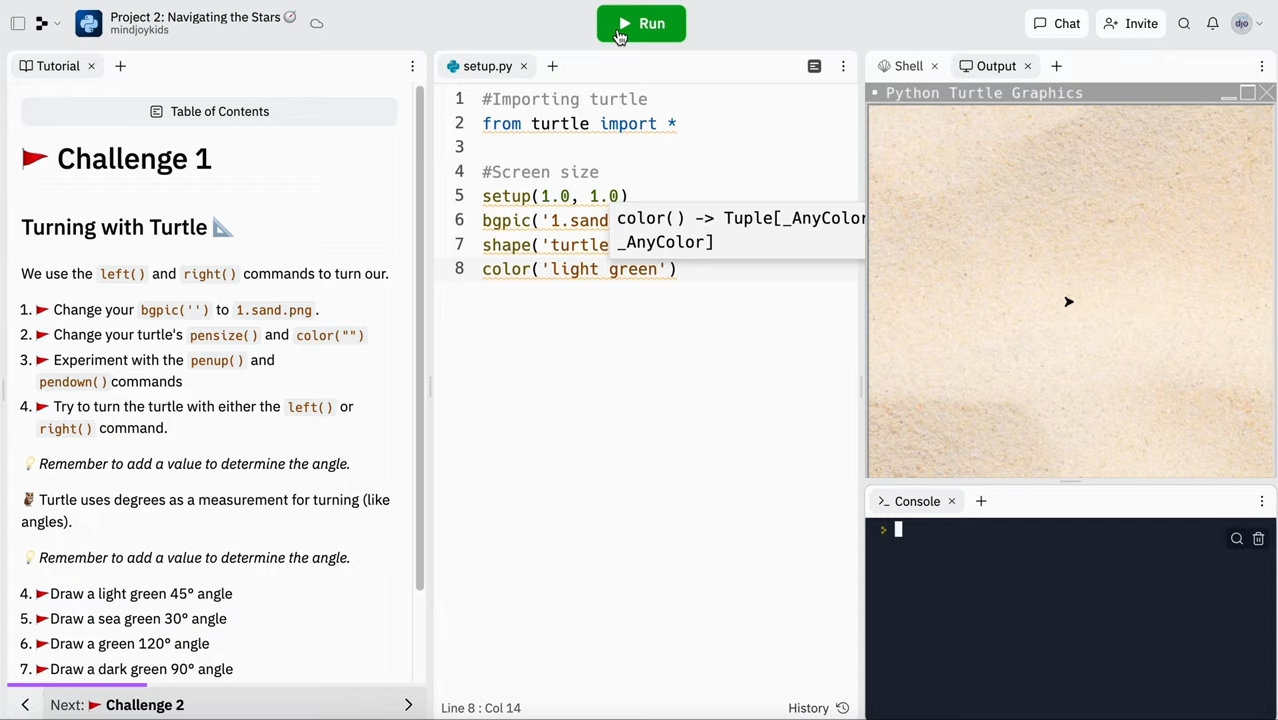 Project 2: Navigating the Stars
mindjoykids
Run
Chat
Invite
djo
Tutorial
Table of Contents
Challenge 1
Turning with Turtle
We use the left() and right() commands to turn our.
1. Change your bgpic('') to 1.sand.png.
2. Change your turtle's pensize() and color("")
3. Experiment with the penup() and
pendown() commands
4. Try to turn the turtle with either the left() or
right() command.
Remember to add a value to determine the angle.
Turtle uses degrees as a measurement for turning (like
angles).
Remember to add a value to determine the angle.
4. Draw a light green 45° angle
5. Draw a sea green 30° angle
6. Draw a green 120° angle
7. Draw a dark green 90° angle
Next: Challenge 2
setup.py
1 #Importing turtle
2 from turtle import *
3
4 #Screen size
5 setup(1.0, 1.0)
6 bgpic('1.sand
7 shape('turtle
8 color('light green')
color() -> Tuple[_AnyColor
_AnyColor]
Line 8 : Col 14
History
Shell
Output
Python Turtle Graphics
Console